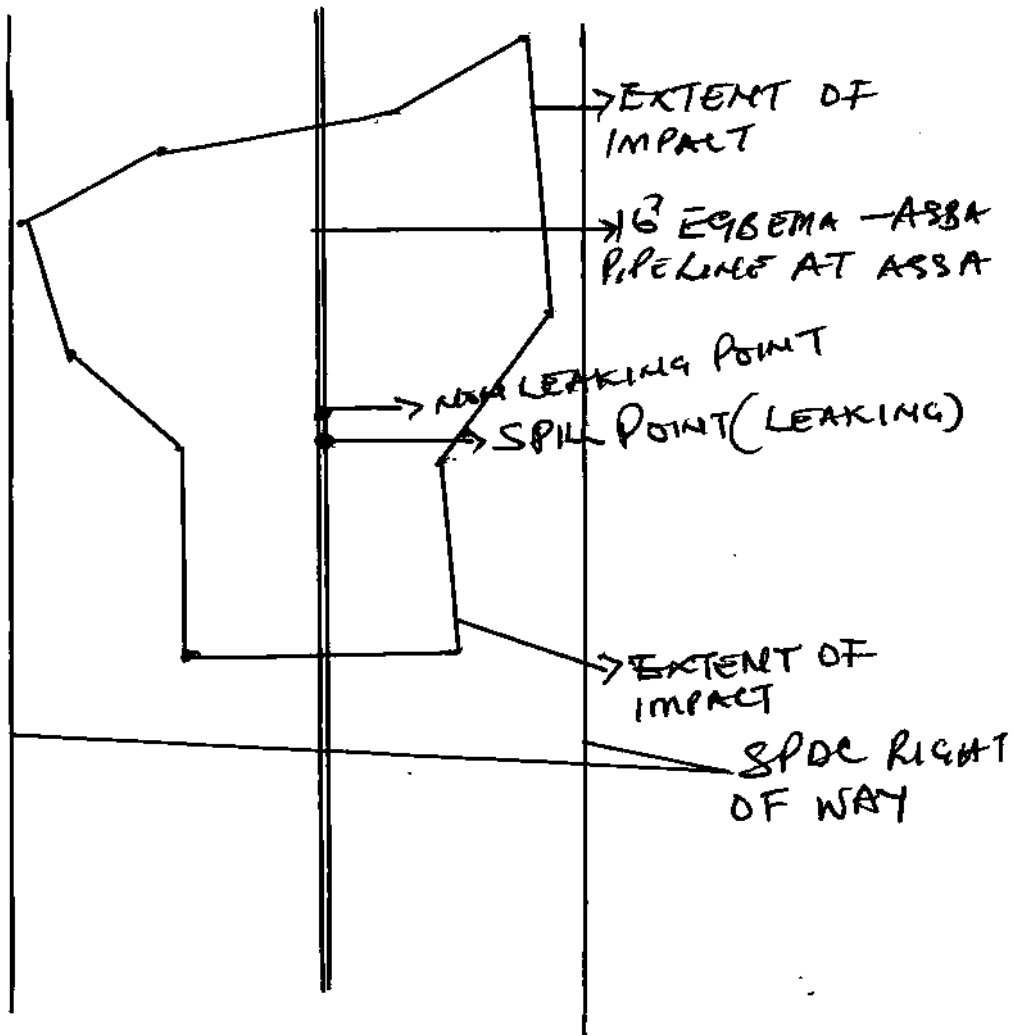 EXTENT OF
IMPACT
16" EGBEMA - ASSA
PIPELINE AT ASSA
NON LEAKING POINT
SPILL POINT (LEAKING)
EXTENT OF
IMPACT
SPDC RIGHT
OF WAY